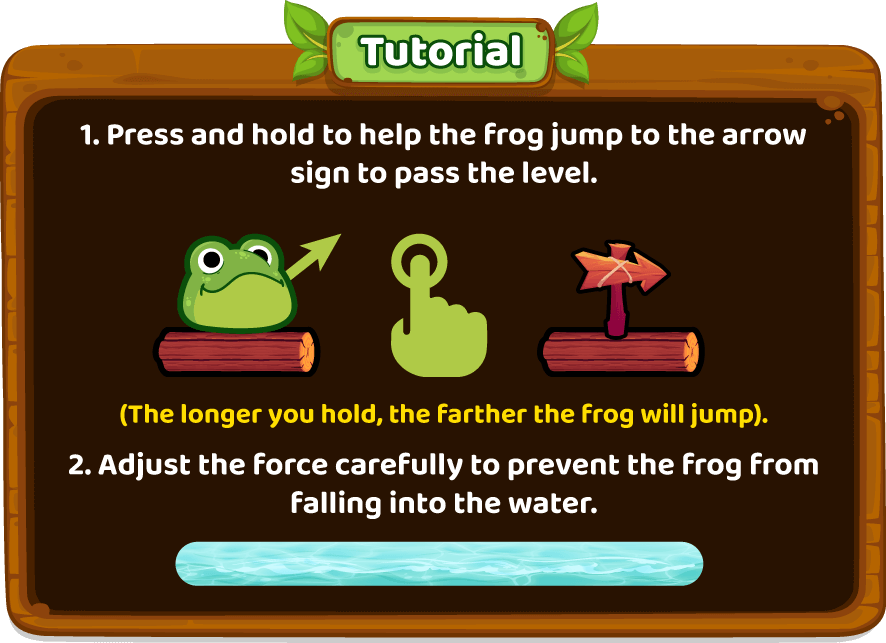 Tutorial
1. Press and hold to help the frog jump to the arrow
sign to pass the level.
(The longer you hold, the farther the frog will jump).
2. Adjust the force carefully to prevent the frog from
falling into the water.